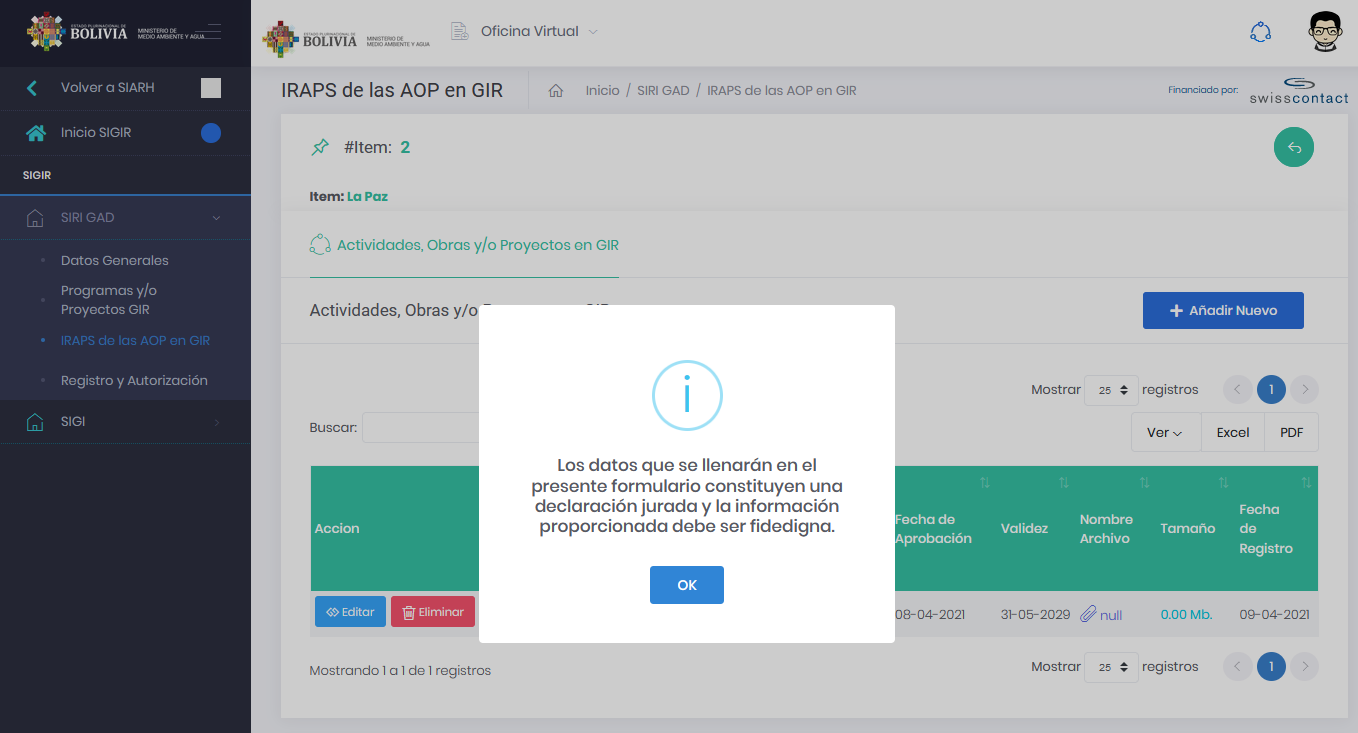 ESTADO PLURINACIONAL DE
BOLIVIA
MINISTERIO DE
MEDIO AMBIENTE Y AGUA
Volver a SIARH
Inicio SIGIR
SIGIR
SIRI GAD
Datos Generales
Programas y/o
Proyectos GIR
IRAPS de las AOP en GIR
Registro y Autorización
SIGI
ESTADO PLURINACIONAL DE
BOLIVIA
MINISTERIO DE
MEDIO AMBIENTE Y AGUA
Oficina Virtual
IRAPS de las AOP en GIR
Inicio / SIRI GAD / IRAPS de las AOP en GIR
Financiado por:
swisscontact
#Item: 2
Item: La Paz
Actividades, Obras y/o Proyectos en GIR
Actividades, Obras y/o
Añadir Nuevo
Mostrar 25 registros
1
Buscar:
Ver
Excel
PDF
Accion
Fecha de
Aprobación
Validez
Nombre
Archivo
Tamaño
Fecha
de
Registro
Editar
Eliminar
08-04-2021
31-05-2029
null
0.00 Mb.
09-04-2021
Mostrando 1 a 1 de 1 registros
Mostrar 25 registros
1
Los datos que se llenarán en el
presente formulario constituyen una
declaración jurada y la información
proporcionada debe ser fidedigna.
OK